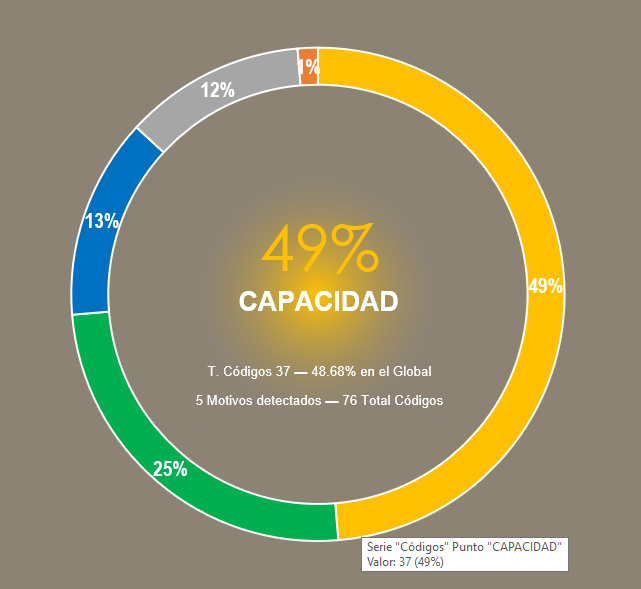 1%
12%
13%
49%
CAPACIDAD
49%
T. Códigos 37 — 48.68% en el Global
5 Motivos detectados — 76 Total Códigos
25%
Serie "Códigos" Punto "CAPACIDAD"
Valor: 37 (49%)